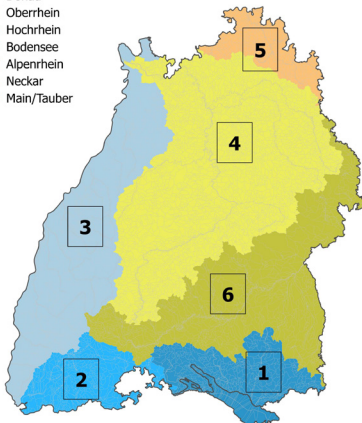 Oberrhein
Hochrhein
Bodensee
Alpenrhein
Neckar
Main/Tauber
5
4
3
6
2
1